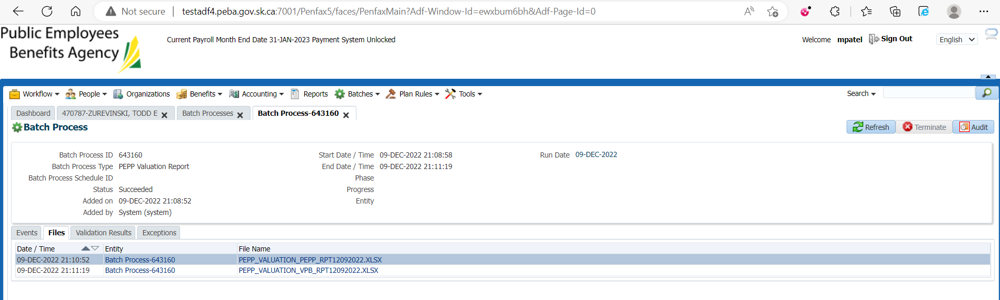 Not secure testadf4.peba.gov.sk.ca:7001/Penfax5/faces/PenfaxMain?Adf-Window-Id=ewxbum6bh&Adf-Page-Id=0
Public Employees
Benefits Agency
Current Payroll Month End Date 31-JAN-2023 Payment System Unlocked
Welcome mpatel Sign Out English
Workflow People Organizations Benefits Accounting Reports Batches Plan Rules Tools Search
Dashboard 470787-ZUREVINSKI, TODD E Batch Processes Batch Process-643160
Batch Process Refresh Terminate Audit
Batch Process ID 643160 Start Date / Time 09-DEC-2022 21:08:58 Run Date 09-DEC-2022
Batch Process Type PEPP Valuation Report End Date / Time 09-DEC-2022 21:11:19
Batch Process Schedule ID Phase
Status Succeeded Progress
Added on 09-DEC-2022 21:08:52 Entity
Added by System (system)
Events Files Validation Results Exceptions
Date / Time Entity File Name
09-DEC-2022 21:10:52 Batch Process-643160 PEPP_VALUATION_PEPP_RPT12092022.XLSX
09-DEC-2022 21:11:19 Batch Process-643160 PEPP_VALUATION_VPB_RPT12092022.XLSX